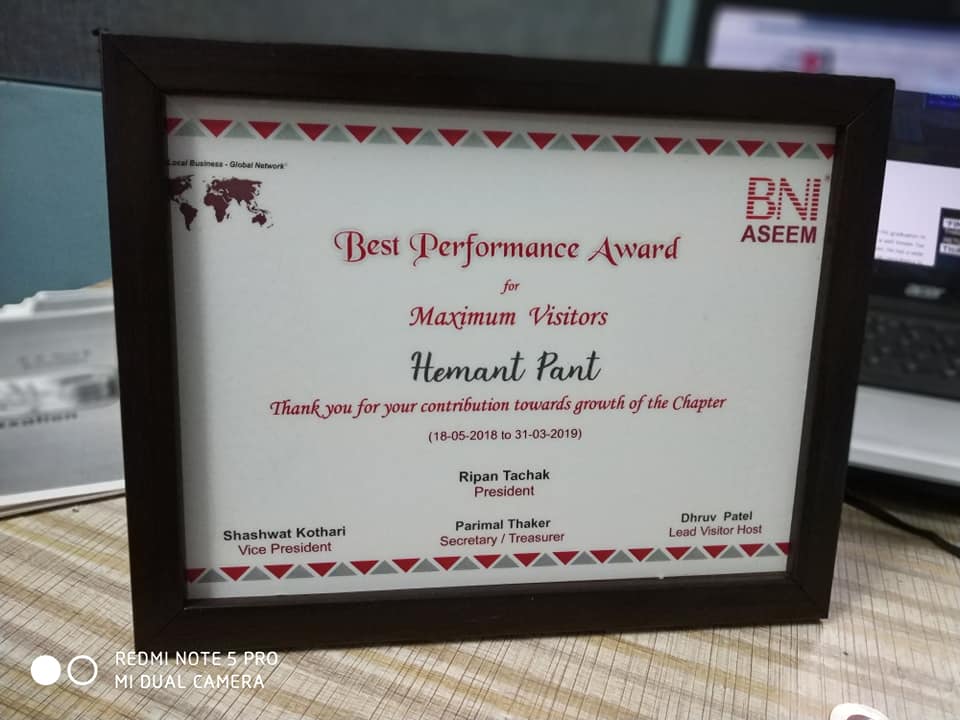 Local Business - Global Network
BNI
ASEEM
Best Performance Award
for
Maximum Visitors
Hemant Pant
Thank you for your contribution towards growth of the Chapter
(18-05-2018 to 31-03-2019)
Ripan Tachak
President
Shashwat Kothari
Vice President
Parimal Thaker
Secretary / Treasurer
Dhruv Patel
Lead Visitor Host
acer
REDMI NOTE 5 PRO
MI DUAL CAMERA